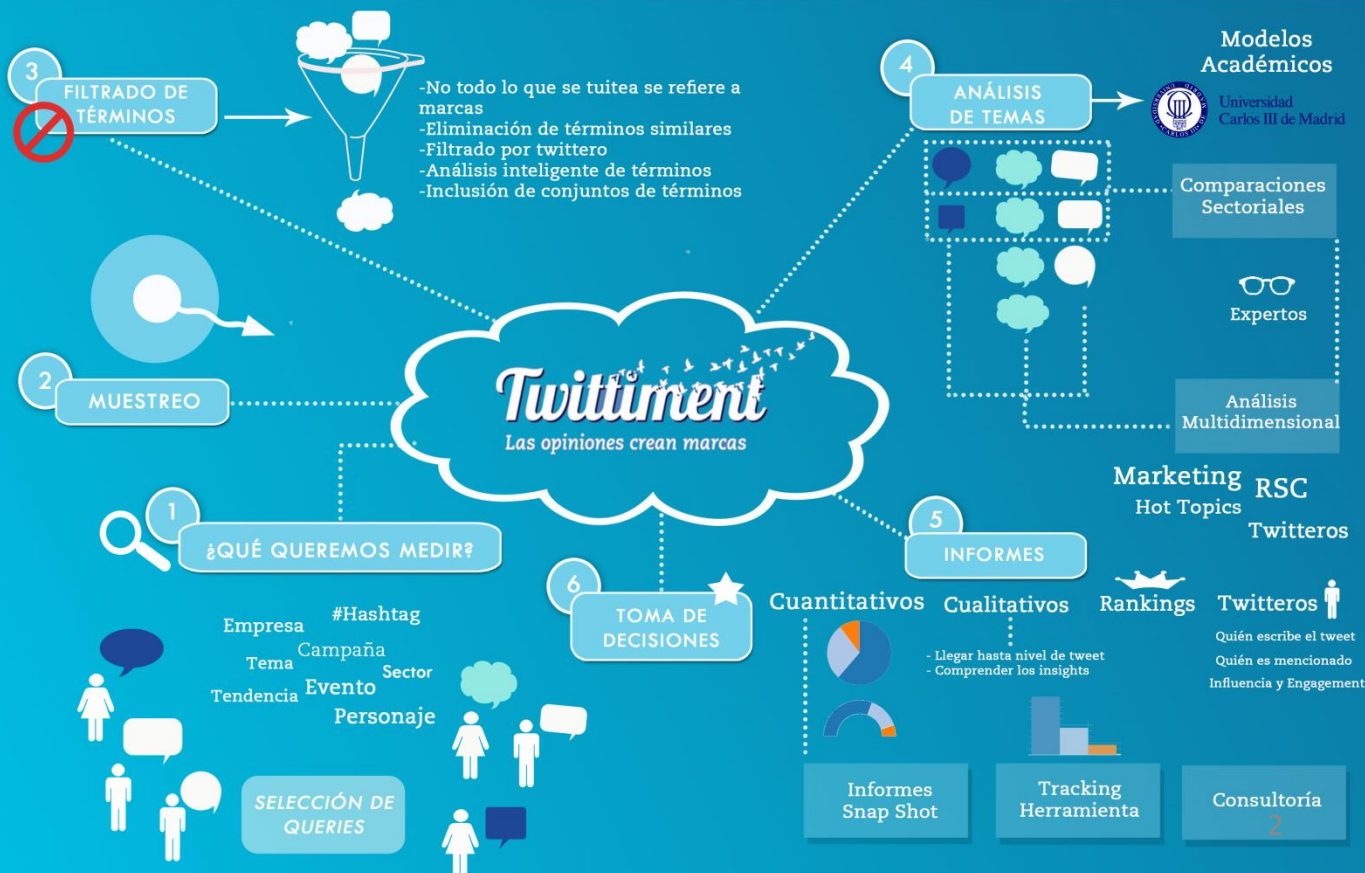 3
FILTRADO DE
TÉRMINOS
-No todo lo que se tuitea se refiere a
marcas
-Eliminación de términos similares
-Filtrado por twittero
-Análisis inteligente de términos
-Inclusión de conjuntos de términos
4
ANÁLISIS
DE TEMAS
Modelos
Académicos
Universidad
Carlos III de Madrid
Comparaciones
Sectoriales
Expertos
Análisis
Multidimensional
Marketing
RSC
Hot Topics
Twitteros
2
MUESTREO
Twittiment
Las opiniones crean marcas
1
¿QUÉ QUEREMOS MEDIR?
#Hashtag
Empresa
Campaña
Tema
Sector
Tendencia
Evento
Personaje
SELECCIÓN DE
QUERIES
6
TOMA DE
DECISIONES
5
INFORMES
Cuantitativos
Cualitativos
- Llegar hasta nivel de tweet
- Comprender los insights
Rankings
Twitteros
Quién escribe el tweet
Quién es mencionado
Influencia y Engagement
Informes
Snap Shot
Tracking
Herramienta
Consultoría
2